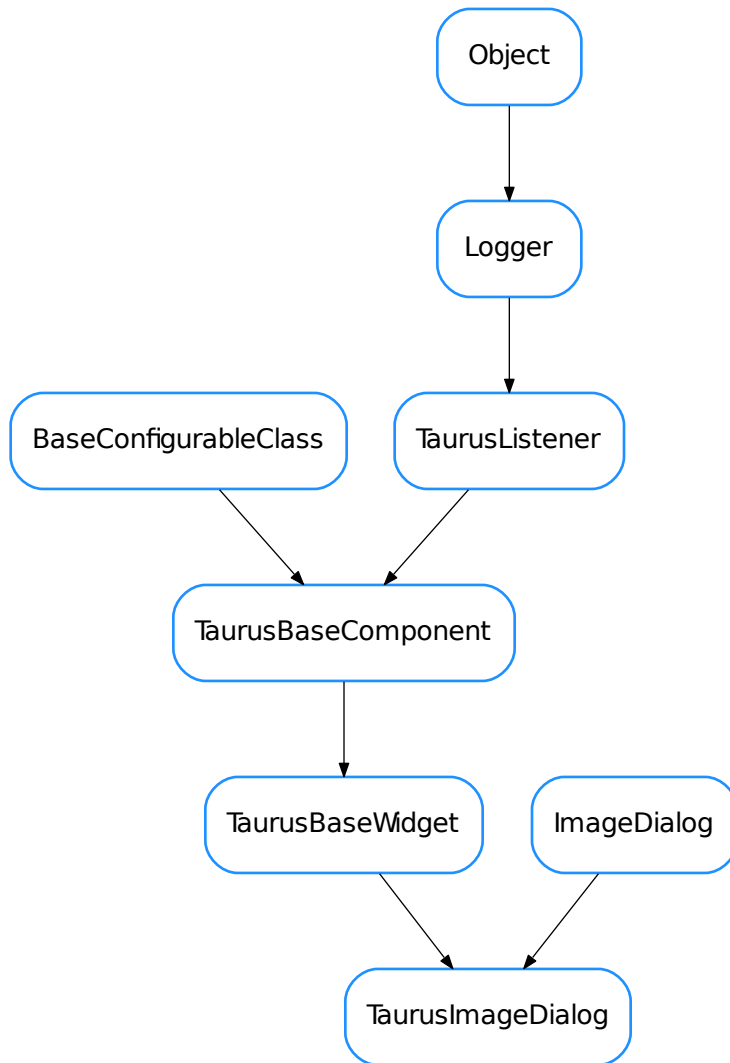 Object
Logger
BaseConfigurableClass
TaurusListener
TaurusBaseComponent
TaurusBaseWidget
ImageDialog
TaurusImageDialog